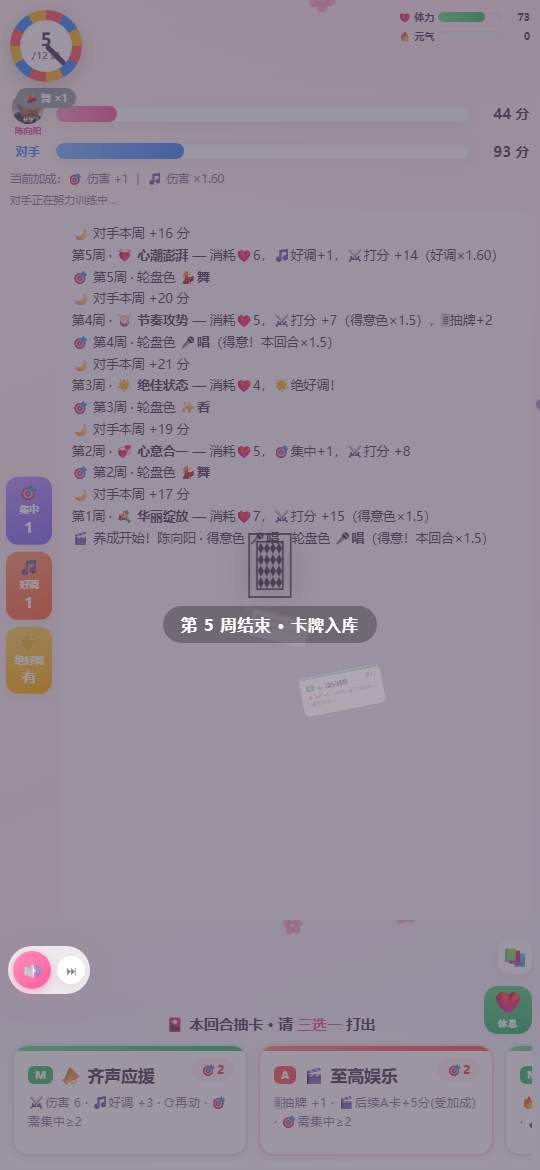 5
/12
体力 73
元气 0
舞 ×1
陈向阳
44 分
对手
93 分
当前加成: 伤害 +1 | 伤害 ×1.60
对手正在努力训练中...
对手本周 +16 分
第5周 · 心潮澎湃 — 消耗 6, 好调+1, 打分 +14 (好调×1.60)
第5周 · 轮盘色 舞
对手本周 +20 分
第4周 · 节奏攻势 — 消耗 5, 打分 +7 (得意色×1.5) , 抽牌+2
第4周 · 轮盘色 唱 (得意! 本回合×1.5)
对手本周 +21 分
第3周 · 绝佳状态 — 消耗 4, 绝好调!
第3周 · 轮盘色 看
对手本周 +19 分
第2周 · 心意合一 — 消耗 5, 集中+1, 打分 +8
第2周 · 轮盘色 舞
对手本周 +17 分
第1周 · 华丽绽放 — 消耗 7, 打分 +15 (得意色×1.5)
养成开始! 陈向阳 · 得意色 唱 轮盘色 唱 (得意! 本回合×1.5)
集中
1
好调
1
绝好调
有
第 5 周结束 • 卡牌入库
休息
本回合抽卡 • 请 三选一 打出
M 齐声应援 2
伤害 6 · 好调 +3 · 再动 ·
需集中≥2
A 至高娱乐 2
抽牌 +1 · 后续A卡+5分(受加成)
· 需集中≥2